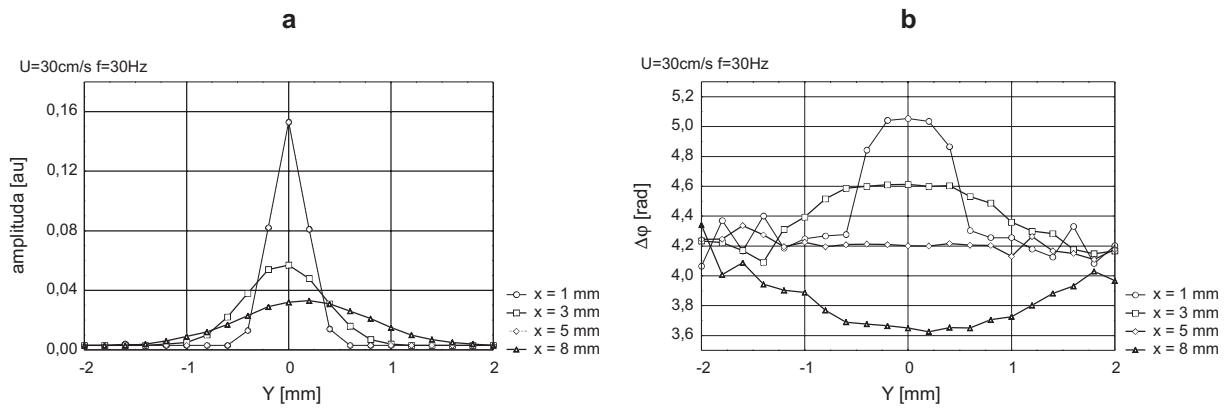 a
U=30cm/s f=30Hz
0,16
0,12
0,08
0,04
0,00
amplituda [au]
-2 -1 0 1 2
Y [mm]
x = 1 mm
x = 3 mm
x = 5 mm
x = 8 mm
b
U=30cm/s f=30Hz
5,2
5,0
4,8
4,6
4,4
4,2
4,0
3,8
3,6
Δφ [rad]
-2 -1 0 1 2
Y [mm]
x = 1 mm
x = 3 mm
x = 5 mm
x = 8 mm